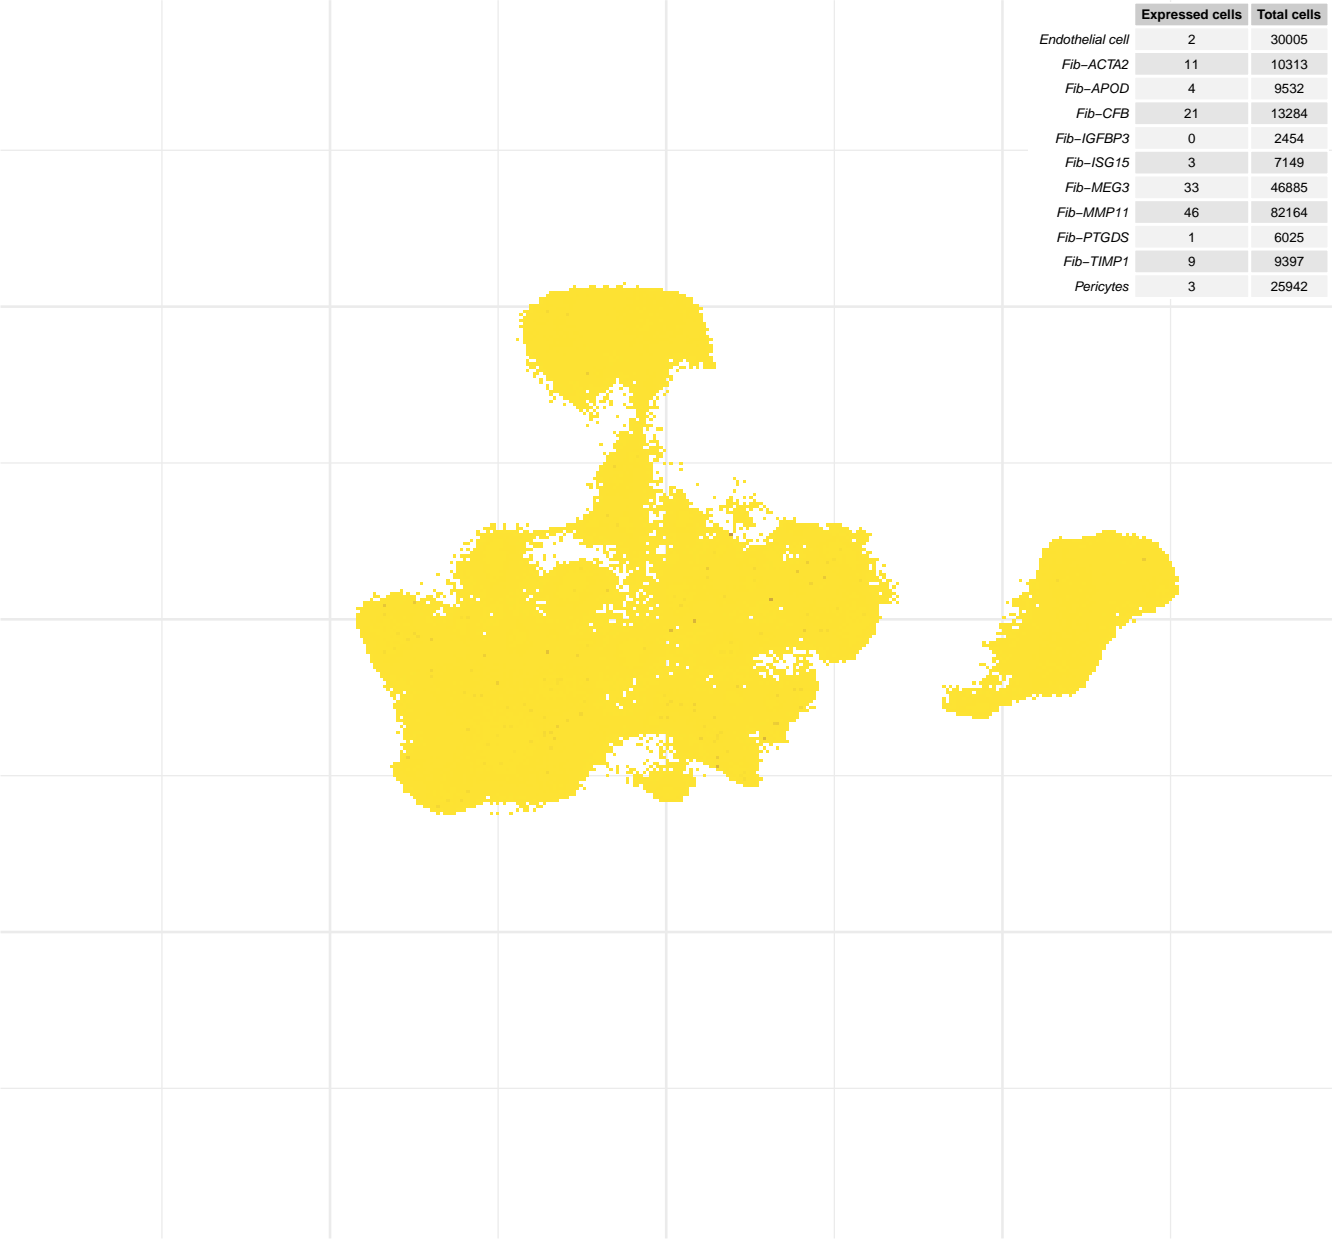 Expressed cells Total cells
Endothelial cell 2 30005
Fib−ACTA2 11 10313
Fib−APOD 4 9532
Fib−CFB 21 13284
Fib−IGFBP3 0 2454
Fib−ISG15 3 7149
Fib−MEG3 33 46885
Fib−MMP11 46 82164
Fib−PTGDS 1 6025
Fib−TIMP1 9 9397
Pericytes 3 25942